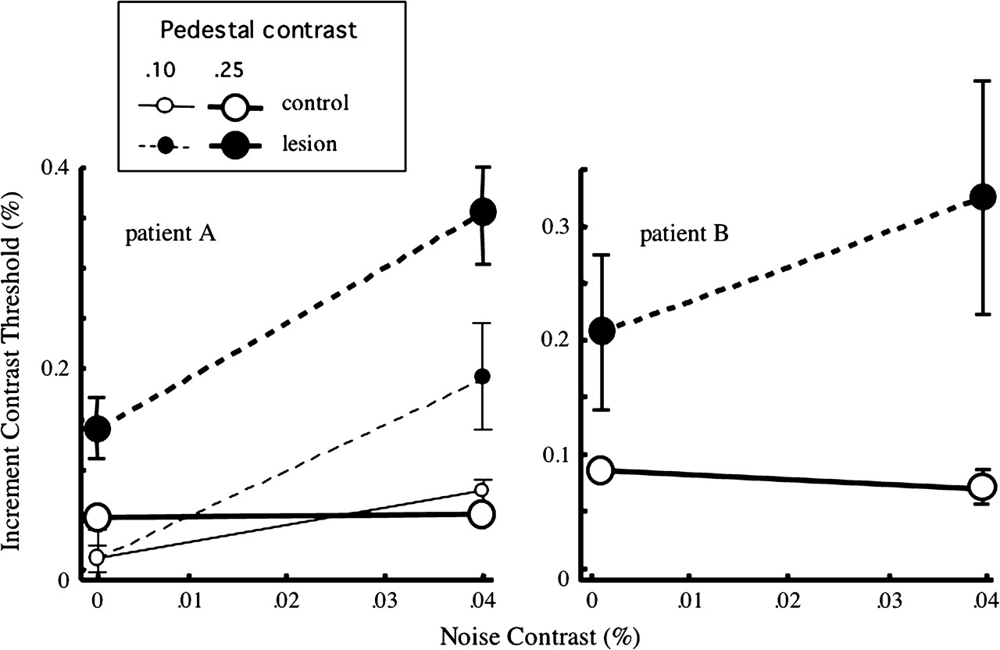 Pedestal contrast
.10 .25
control
lesion
Increment Contrast Threshold (%)
0.4
0.2
0
patient A
0 .01 .02 .03 .04
0.3
0.2
0.1
0
patient B
0 .01 .02 .03 .04
Noise Contrast (%)